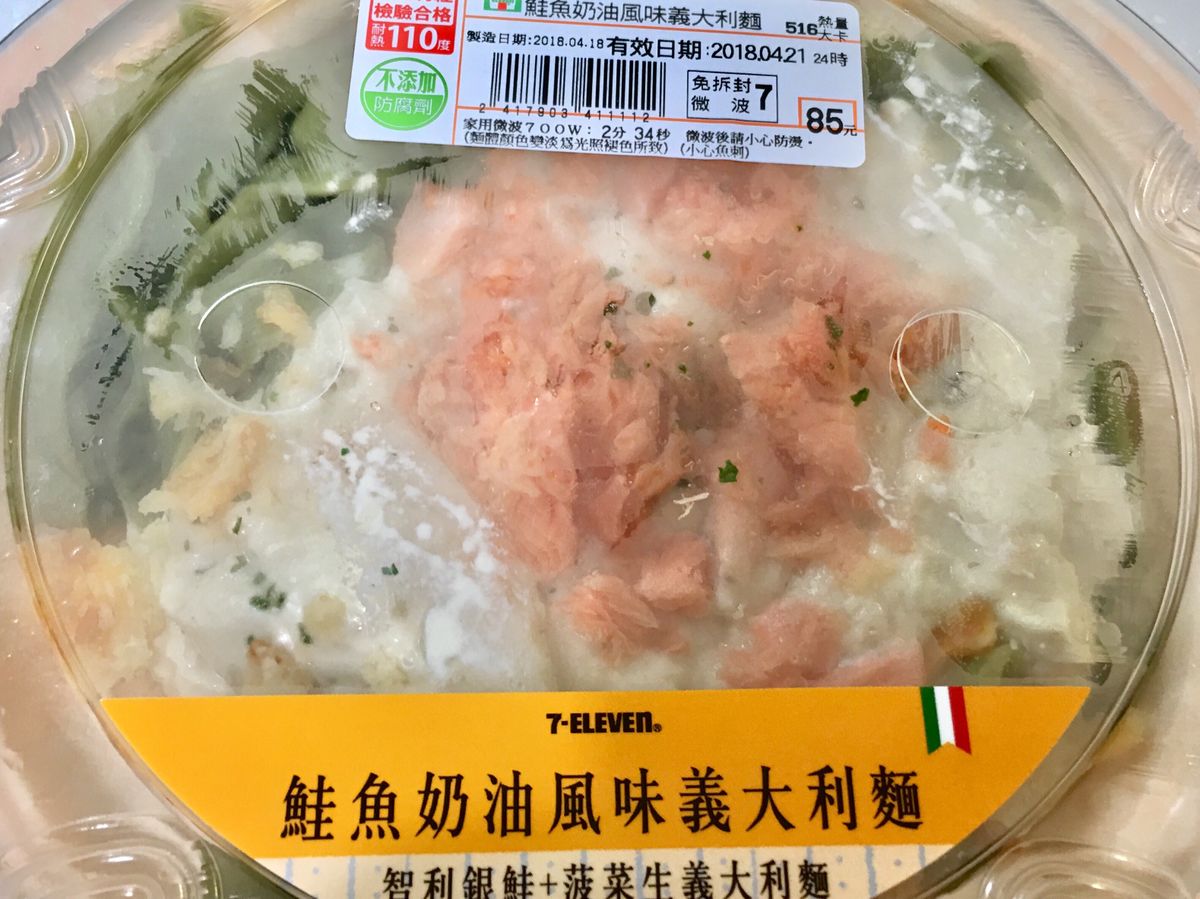 檢驗合格
耐熱110度
不添加
防腐劑
鮭魚奶油風味義大利麵 516大卡 熱量
製造日期:2018.04.18 有效日期:2018.04.21 24時
2 417903 411112
免拆封
微波 7
85元
家用微波700W: 2分 34秒 微波後請小心防燙。
(麵體顏色變淡為光照褪色所致) (小心魚刺)
7-ELEVEn®
鮭魚奶油風味義大利麵
智利銀鮭+菠菜生義大利麵